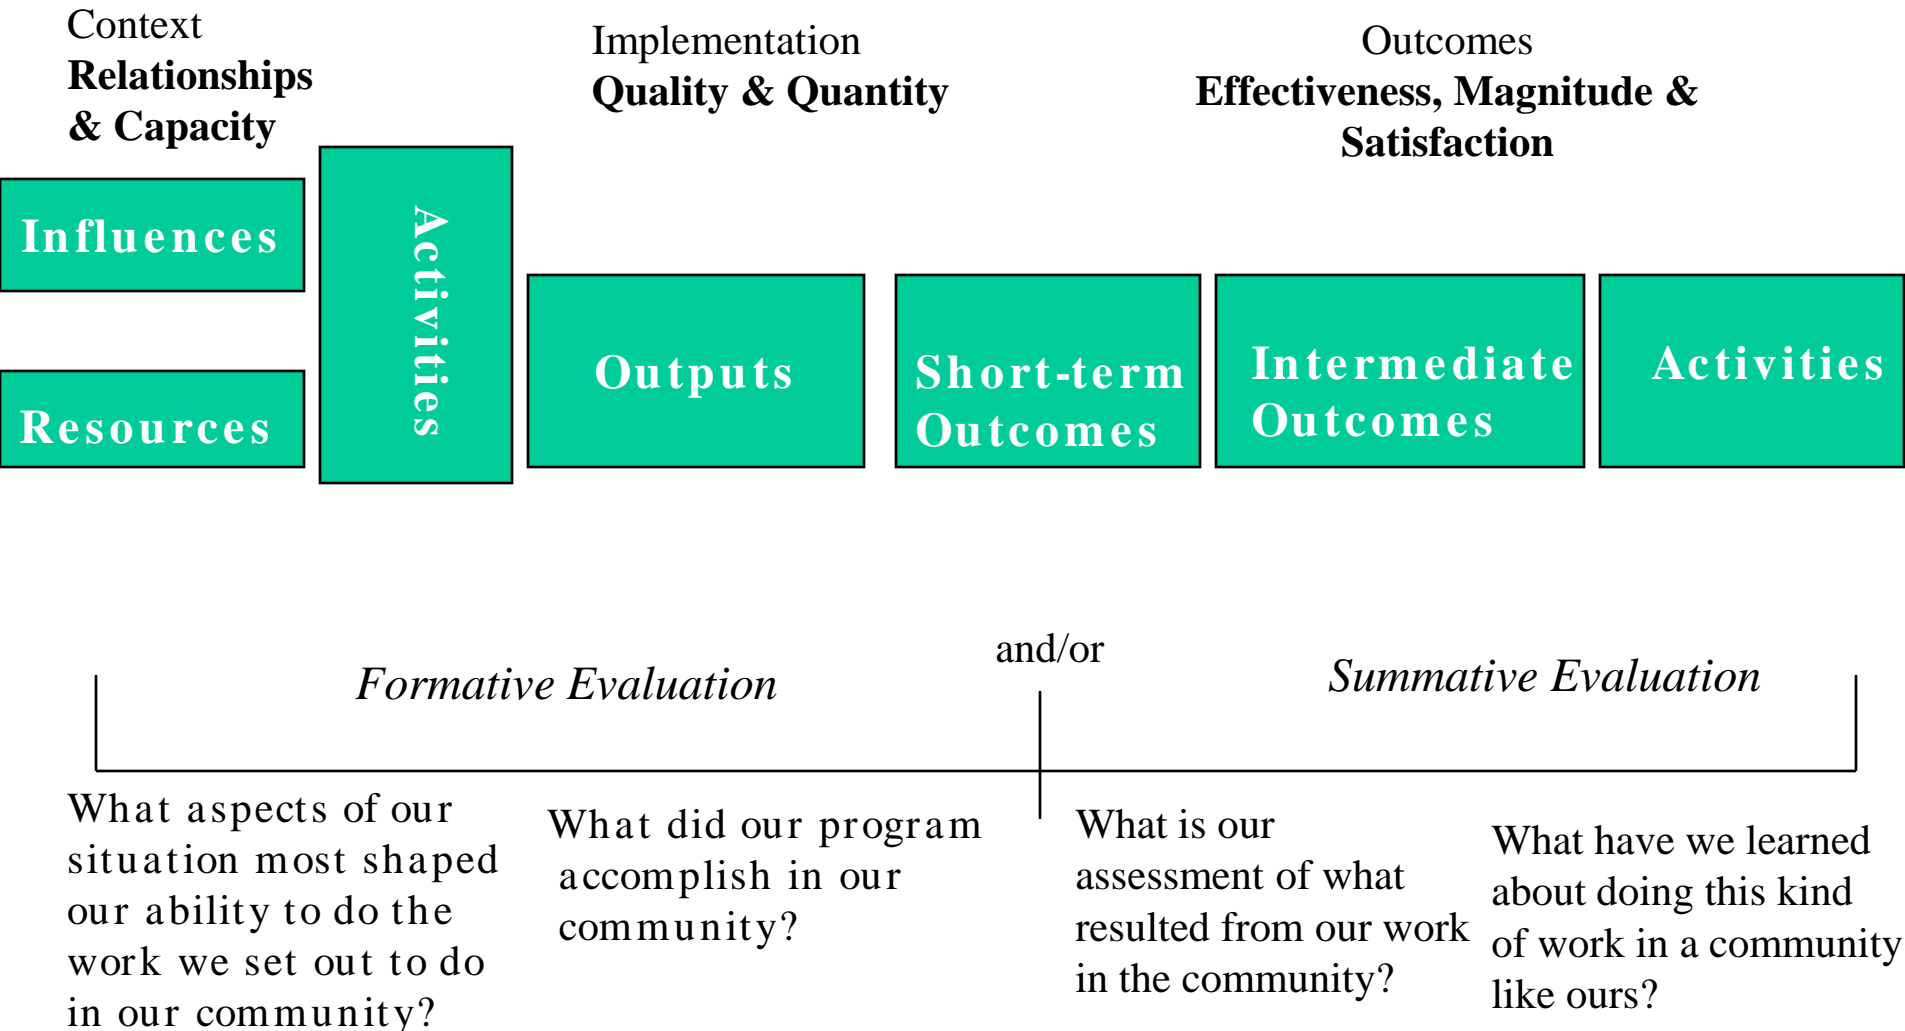 Context
Relationships
& Capacity
Implementation
Quality & Quantity
Outcomes
Effectiveness, Magnitude &
Satisfaction
Influences
Resources
Activities
Outputs
Short-term
Outcomes
Intermediate
Outcomes
Activities
and/or
Formative Evaluation
Summative Evaluation
What aspects of our
situation most shaped
our ability to do the
work we set out to do
in our community?
What did our program
accomplish in our
community?
What is our
assessment of what
resulted from our work
in the community?
What have we learned
about doing this kind
of work in a community
like ours?